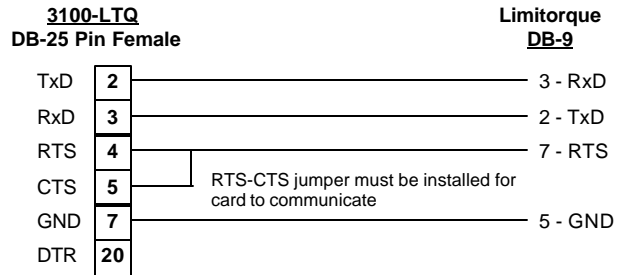 3100-LTQ Limitorque
DB-25 Pin Female DB-9
TxD 2 3 - RxD
RxD 3 2 - TxD
RTS 4 7 - RTS
CTS 5 RTS-CTS jumper must be installed for
card to communicate
GND 7 5 - GND
DTR 20